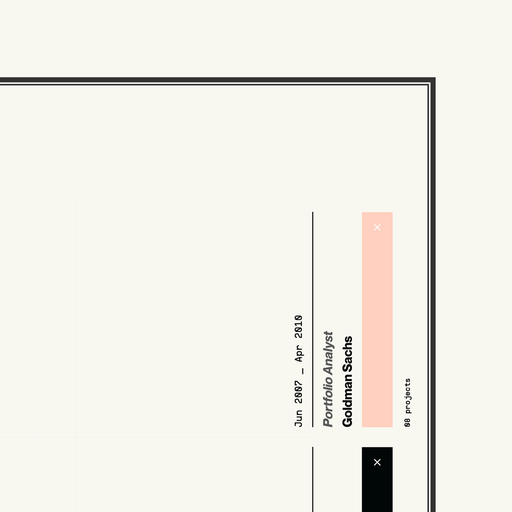 Jun 2007 — Apr 2010
Portfolio Analyst
Goldman Sachs
08 projects